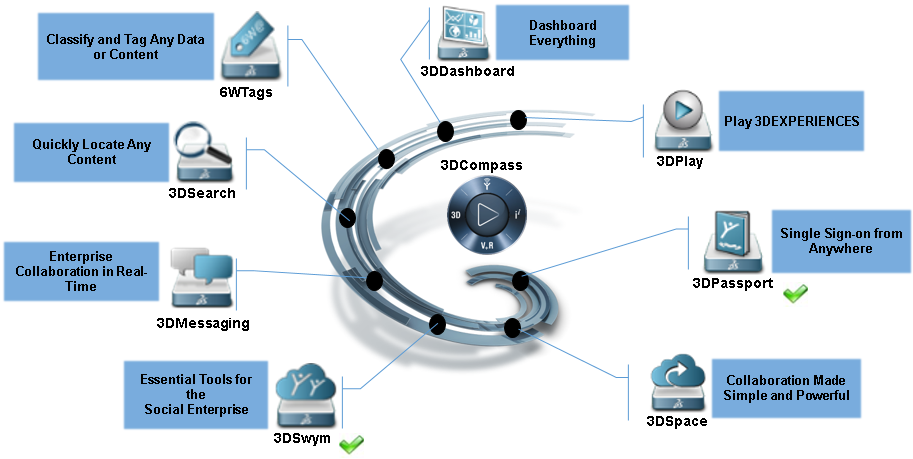 Classify and Tag Any Data
or Content
6W@
6WTags
Dashboard
Everything
3DDashboard
Play 3DEXPERIENCES
3DPlay
Quickly Locate Any
Content
3DSearch
3DCompass
3D
i²
V,R
Single Sign-on from
Anywhere
3DPassport
Enterprise
Collaboration in Real-
Time
3DMessaging
Essential Tools for
the
Social Enterprise
3DSwym
Collaboration Made
Simple and Powerful
3DSpace